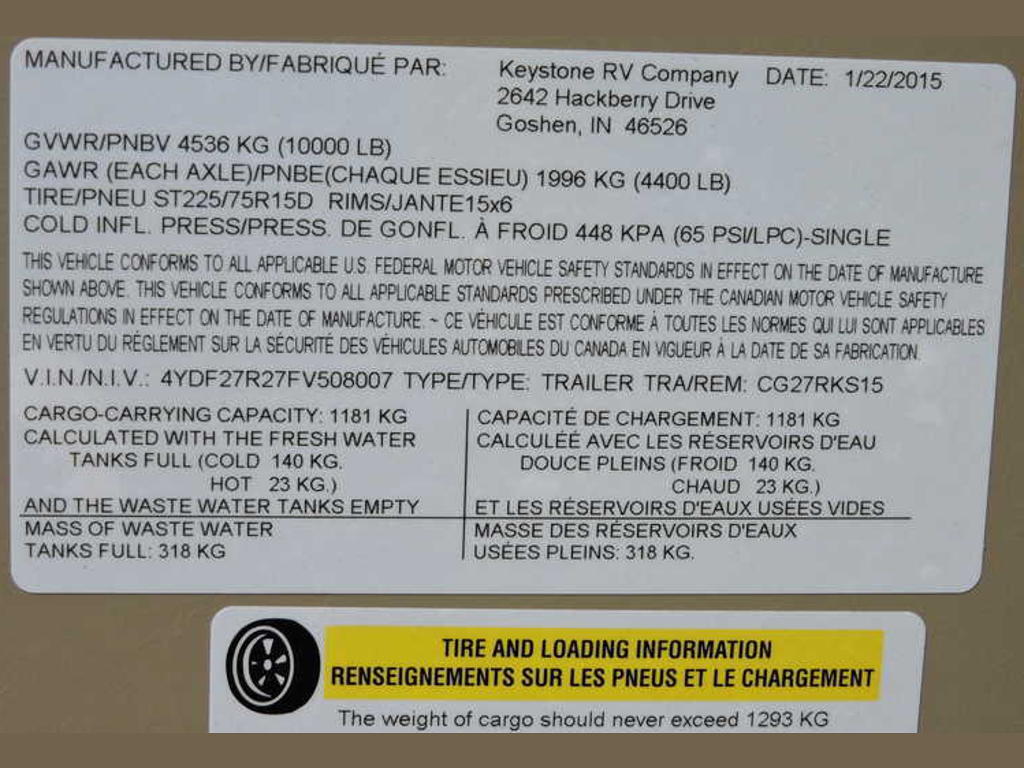 MANUFACTURED BY/FABRIQUÉ PAR: Keystone RV Company DATE: 1/22/2015
2642 Hackberry Drive
Goshen, IN 46526
GVWR/PNBV 4536 KG (10000 LB)
GAWR (EACH AXLE)/PNBE(CHAQUE ESSIEU) 1996 KG (4400 LB)
TIRE/PNEU ST225/75R15D RIMS/JANTE15x6
COLD INFL. PRESS/PRESS. DE GONFL. À FROID 448 KPA (65 PSI/LPC)-SINGLE
THIS VEHICLE CONFORMS TO ALL APPLICABLE U.S. FEDERAL MOTOR VEHICLE SAFETY STANDARDS IN EFFECT ON THE DATE OF MANUFACTURE
SHOWN ABOVE. THIS VEHICLE CONFORMS TO ALL APPLICABLE STANDARDS PRESCRIBED UNDER THE CANADIAN MOTOR VEHICLE SAFETY
REGULATIONS IN EFFECT ON THE DATE OF MANUFACTURE. ~ CE VÉHICULE EST CONFORME À TOUTES LES NORMES QUI LUI SONT APPLICABLES
EN VERTU DU RÉGLEMENT SUR LA SÉCURITÉ DES VÉHICULES AUTOMOBILES DU CANADA EN VIGUEUR À LA DATE DE SA FABRICATION.
V.I.N./N.I.V.: 4YDF27R27FV508007 TYPE/TYPE: TRAILER TRA/REM: CG27RKS15
CARGO-CARRYING CAPACITY: 1181 KG
CALCULATED WITH THE FRESH WATER
TANKS FULL (COLD 140 KG.
HOT 23 KG.)
AND THE WASTE WATER TANKS EMPTY
MASS OF WASTE WATER
TANKS FULL: 318 KG
CAPACITÉ DE CHARGEMENT: 1181 KG
CALCULÉÉ AVEC LES RÉSERVOIRS D'EAU
DOUCE PLEINS (FROID 140 KG.
CHAUD 23 KG.)
ET LES RÉSERVOIRS D'EAUX USÉES VIDES
MASSE DES RÉSERVOIRS D'EAUX
USÉES PLEINS: 318 KG.
TIRE AND LOADING INFORMATION
RENSEIGNEMENTS SUR LES PNEUS ET LE CHARGEMENT
The weight of cargo should never exceed 1293 KG